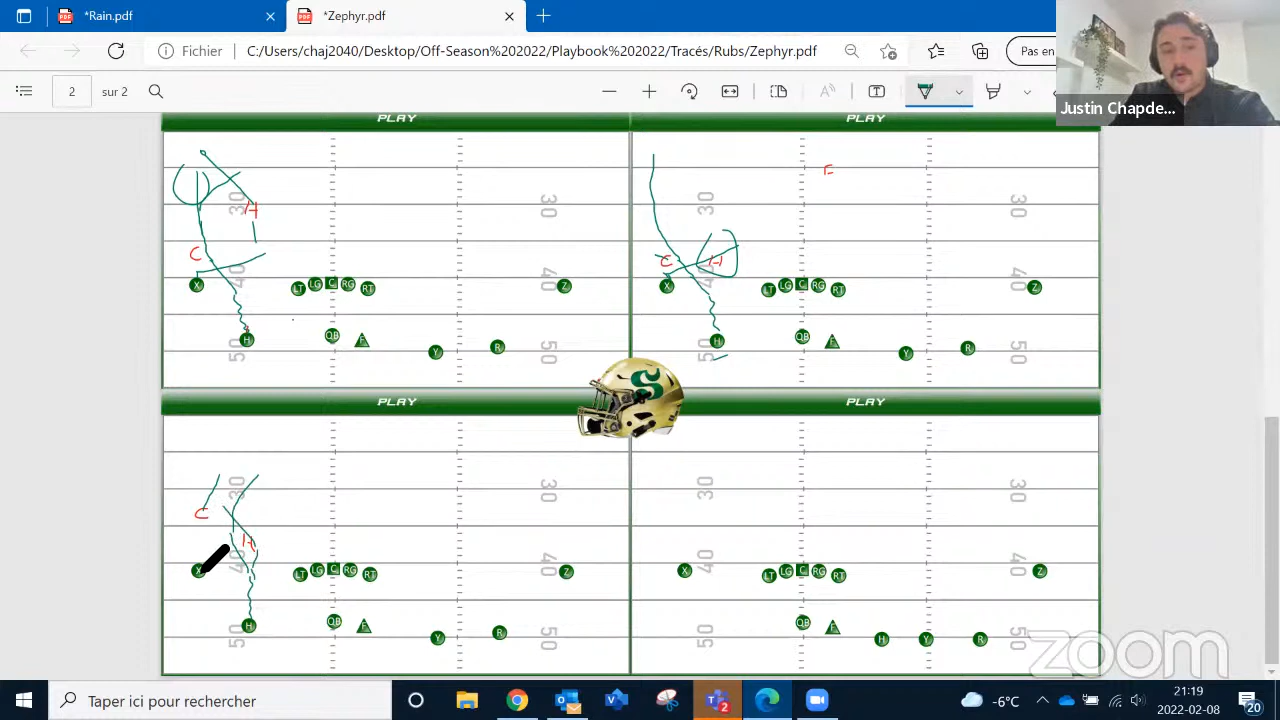 *Rain.pdf
*Zephyr.pdf
Fichier
C:/Users/chaj2040/Desktop/Off-Season%202022/Playbook%202022/Tracés/Rubs/Zephyr.pdf
Pas en
2
sur 2
Justin Chapde...
PLAY
PLAY
30
30
30
30
H
E
C
C
H
40
40
40
40
X
LT
LG
C
RG
RT
Z
X
LT
LG
C
RG
RT
Z
H
QB
F
Y
R
H
QB
F
Y
R
50
50
50
50
S
PLAY
PLAY
30
30
30
30
C
H
40
40
40
40
X
LT
LG
C
RG
RT
Z
X
LT
LG
C
RG
RT
Z
H
QB
F
Y
R
QB
F
H
Y
R
50
50
50
50
zoom
Taper ici pour rechercher
2
-6°C
21:19
2022-02-08
20